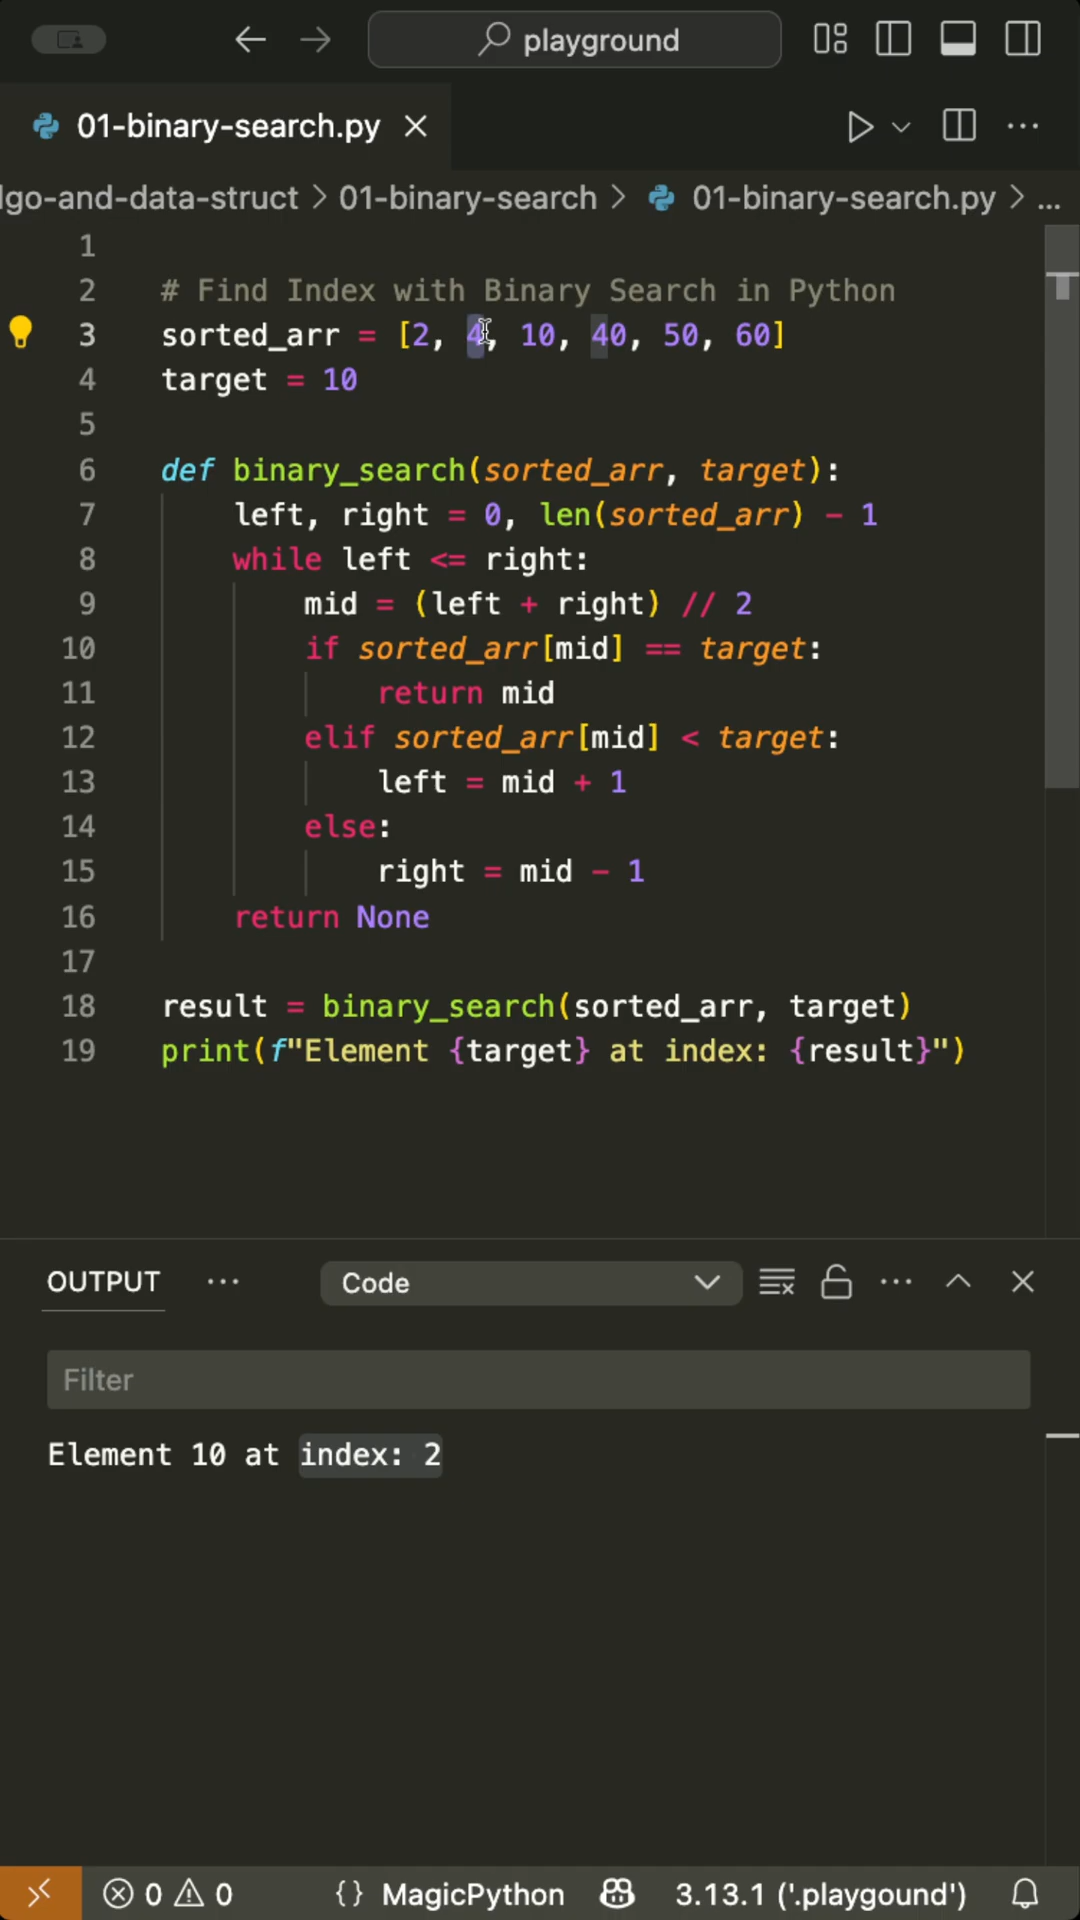 playground
01-binary-search.py
lgo-and-data-struct > 01-binary-search > 01-binary-search.py > ...
1
2 # Find Index with Binary Search in Python
3 sorted_arr = [2, 4, 10, 40, 50, 60]
4 target = 10
5
6 def binary_search(sorted_arr, target):
7 left, right = 0, len(sorted_arr) - 1
8 while left <= right:
9 mid = (left + right) // 2
10 if sorted_arr[mid] == target:
11 return mid
12 elif sorted_arr[mid] < target:
13 left = mid + 1
14 else:
15 right = mid - 1
16 return None
17
18 result = binary_search(sorted_arr, target)
19 print(f"Element {target} at index: {result}")
OUTPUT ... Code
Filter
Element 10 at index: 2
0 0 {} MagicPython 3.13.1 ('.playgound')